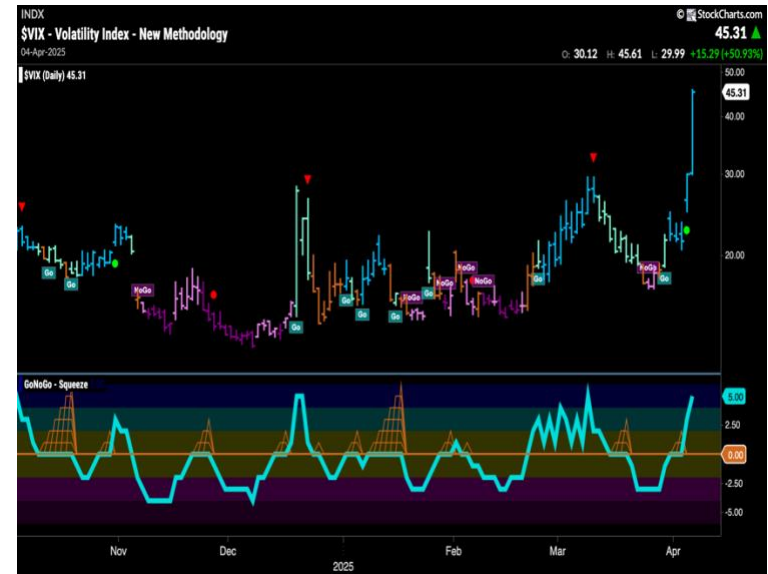 INDX
© StockCharts.com
$VIX - Volatility Index - New Methodology
45.31
04-Apr-2025
O: 30.12 H: 45.61 L: 29.99 +15.29 (+50.93%)
$VIX (Daily) 45.31
50.00
45.31
40.00
30.00
20.00
Go
Go
NoGo
Go
Go
Go
Go
NoGo
Go
NoGo
NoGo
NoGo
Go
NoGo
Go
GoNoGo - Squeeze
5.00
2.50
0.00
-2.50
-5.00
Nov
Dec
2025
Feb
Mar
Apr